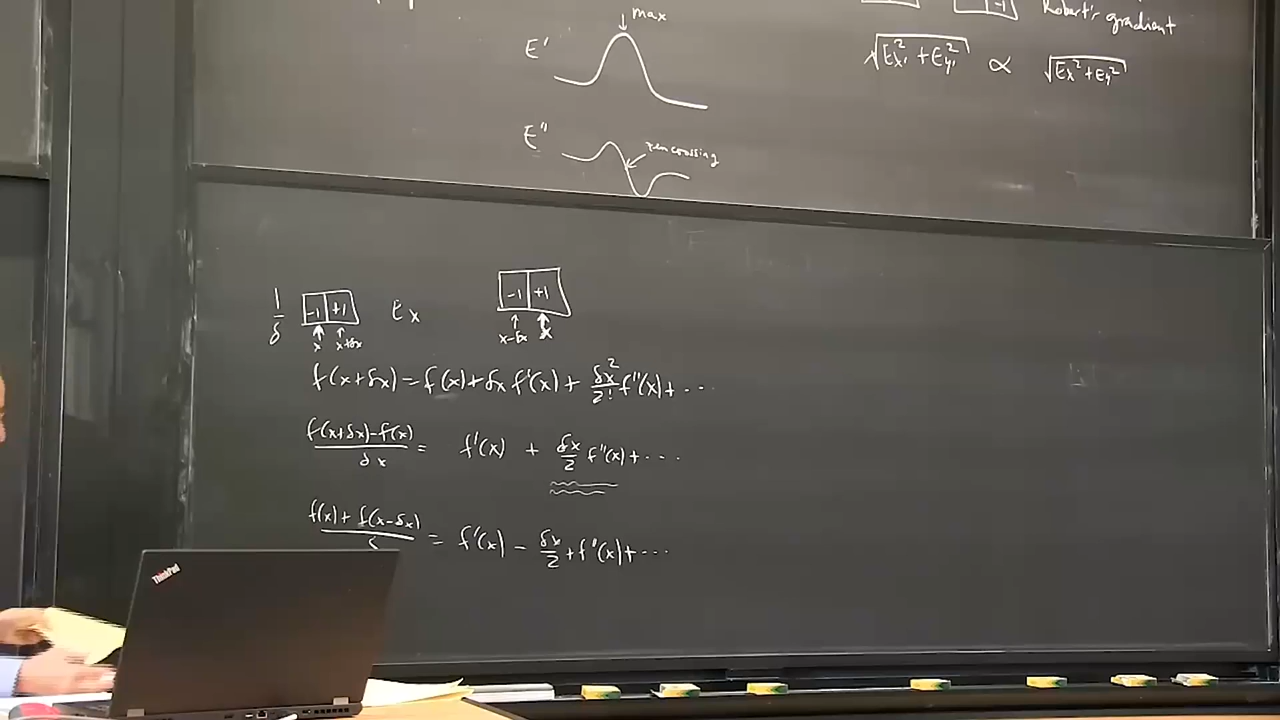 max
E'
E''
zero crossing
-1
Robert's gradient
√(Ex'² + Ey'²) ∝ √(Ex² + Ey²)
1/δ -1 +1 Ex
x x+δx
-1 +1
x-δx x
f(x+δx) = f(x) + δx f'(x) + δx²/2! f''(x) + ...
(f(x+δx) - f(x))/δx = f'(x) + δx/2 f''(x) + ...
f(x) + f(x-δx)/δ = f'(x) - δx/2 + f''(x) + ...
ThinkPad